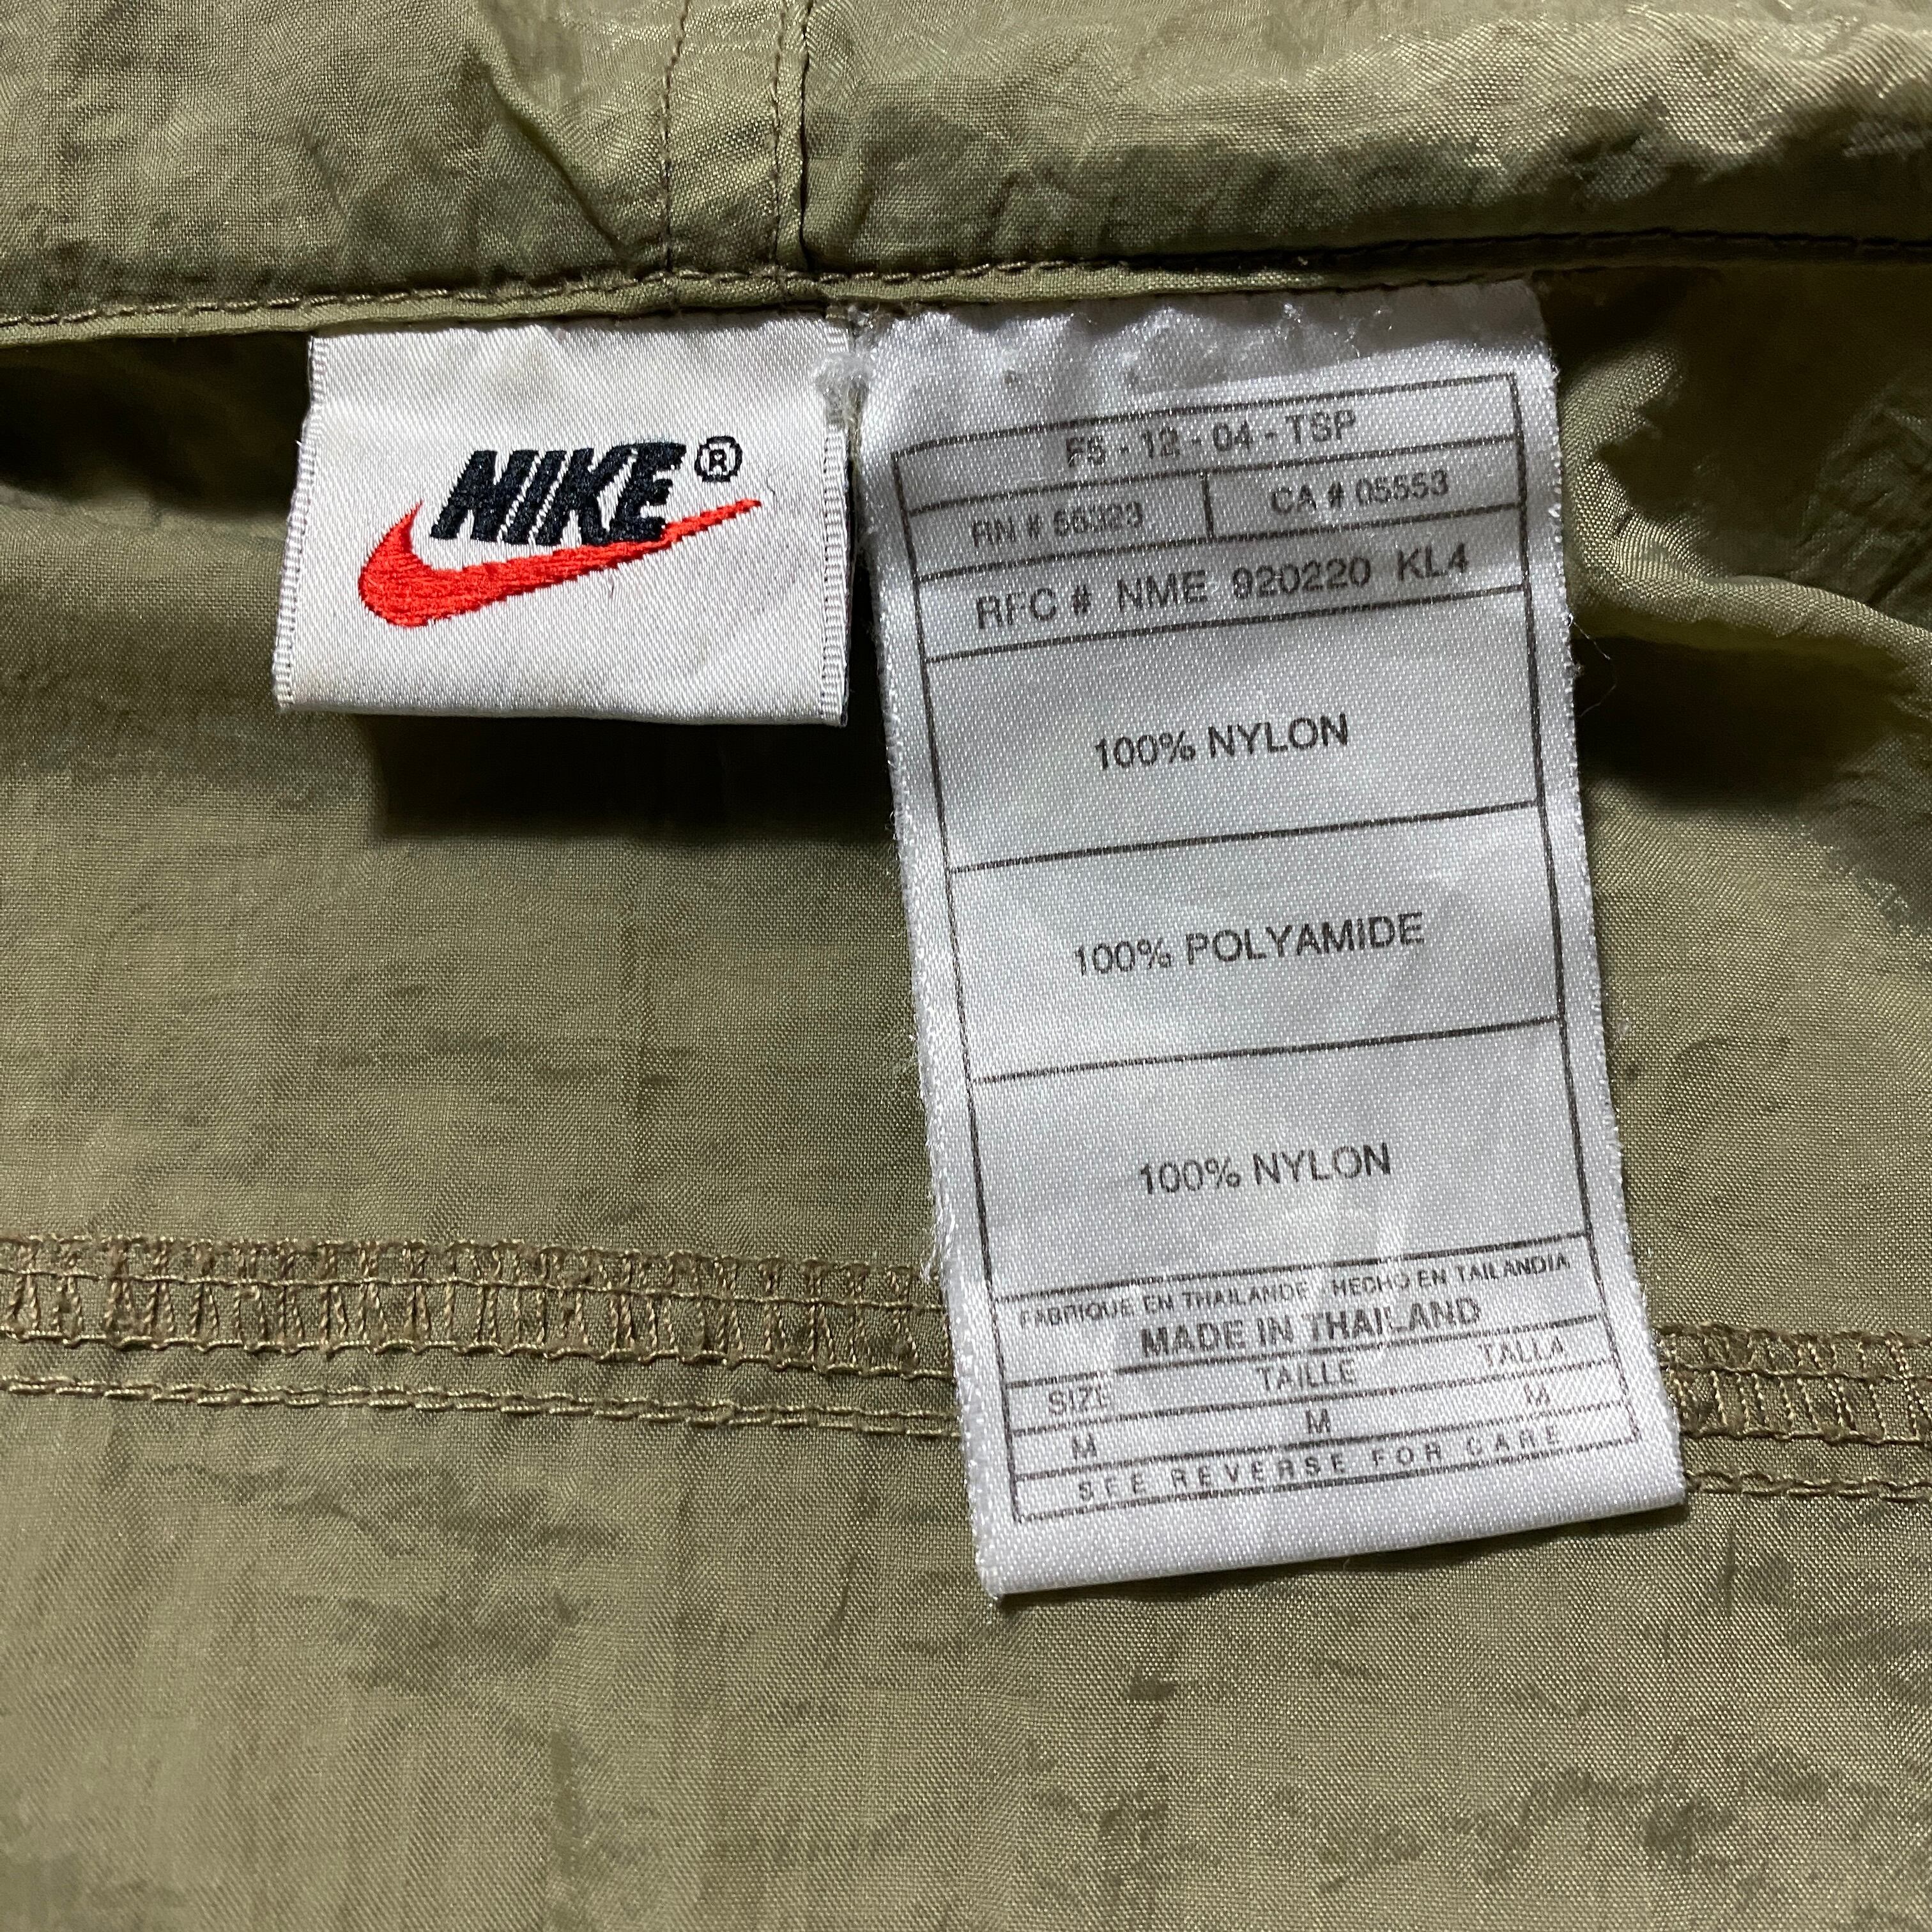 NIKE®
F5 - 12 - 04 - TSP
RN # 56323 CA # 05553
RFC # NME 920220 KL4
100% NYLON
100% POLYAMIDE
100% NYLON
FABRIQUE EN THAILANDE HECHO EN TAILANDIA
MADE IN THAILAND
SIZE TAILLE TALLA
M M M
SEE REVERSE FOR CARE